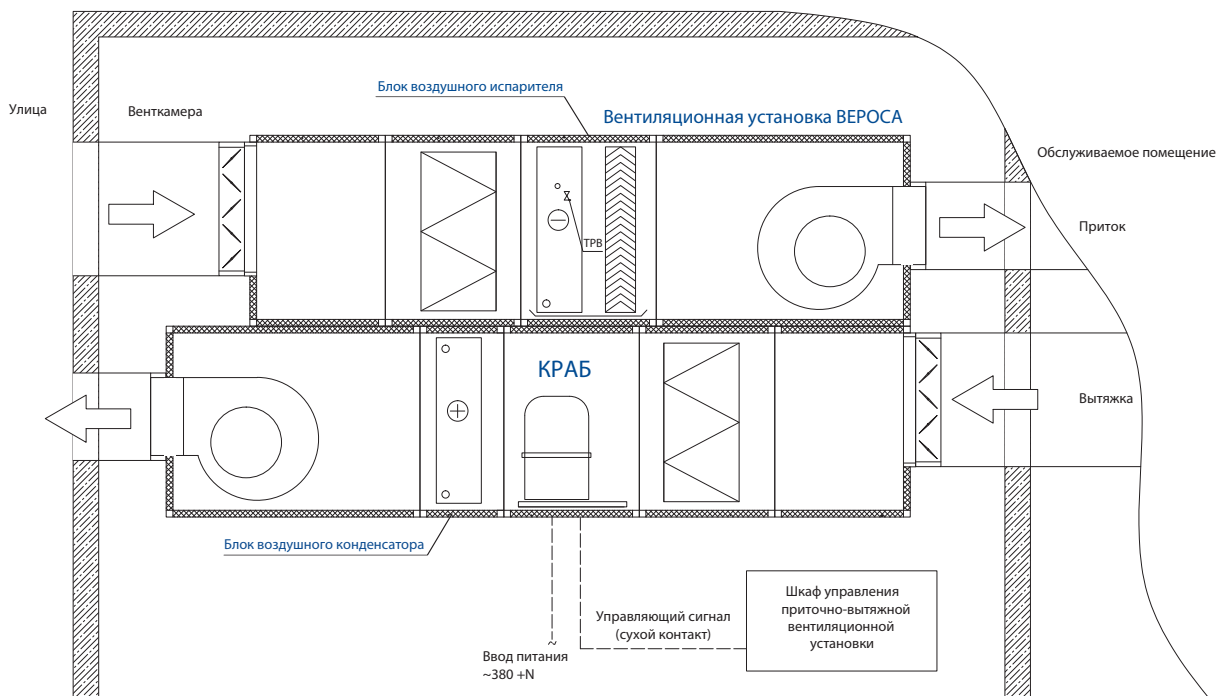 Блок воздушного испарителя
Улица
Венткамера
Вентиляционная установка ВЕРОСА
Обслуживаемое помещение
Приток
ТРВ
КРАБ
Вытяжка
Блок воздушного конденсатора
Управляющий сигнал
(сухой контакт)
Шкаф управления
приточно-вытяжной
вентиляционной
установки
~
Ввод питания
~380 +N